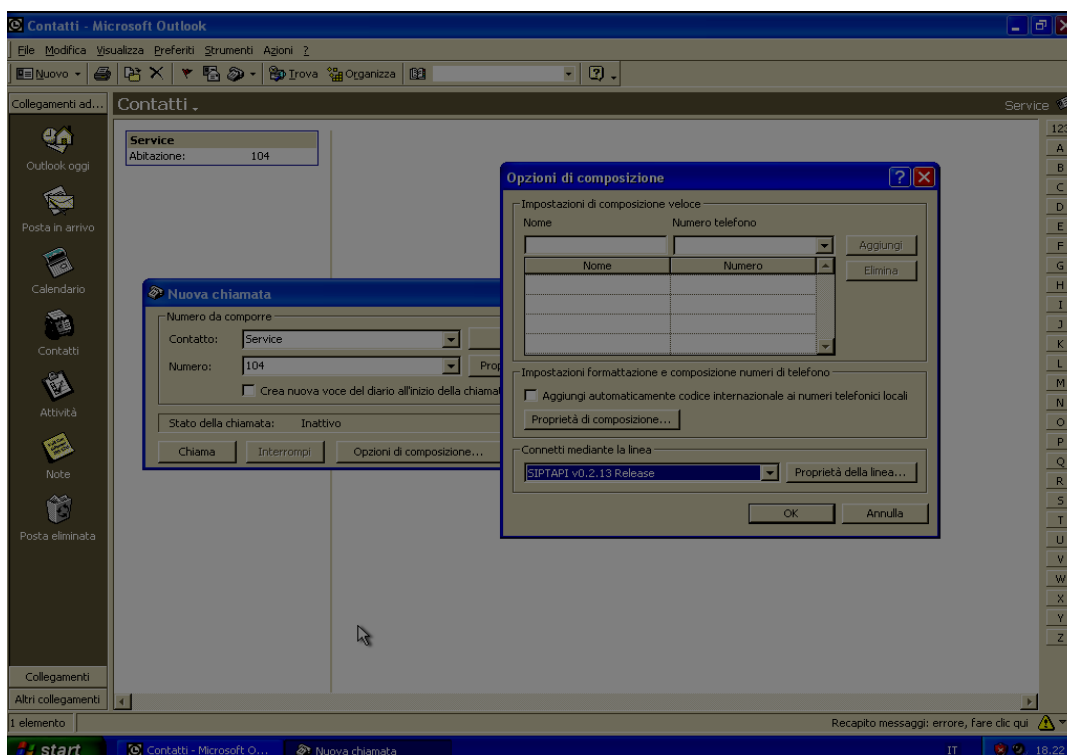 Contatti - Microsoft Outlook
File Modifica Visualizza Preferiti Strumenti Azioni ?
Nuovo Trova Organizza
Collegamenti ad... Contatti Service
Outlook oggi
Posta in arrivo
Calendario
Contatti
Attività
Note
Posta eliminata
Collegamenti
Altri collegamenti
Service
Abitazione: 104
Nuova chiamata
Numero da comporre
Contatto: Service
Numero: 104 Prop
Crea nuova voce del diario all'inizio della chiamat
Stato della chiamata: Inattivo
Chiama Interrompi Opzioni di composizione...
Opzioni di composizione
Impostazioni di composizione veloce
Nome Numero telefono
Aggiungi
Nome Numero
Elimina
Impostazioni formattazione e composizione numeri di telefono
Aggiungi automaticamente codice internazionale ai numeri telefonici locali
Proprietà di composizione...
Connetti mediante la linea
SIPTAPI v0.2.13 Release Proprietà della linea...
OK Annulla
123
A
B
C
D
E
F
G
H
I
J
K
L
M
N
O
P
Q
R
S
T
U
V
W
X
Y
Z
1 elemento Recapito messaggi: errore, fare clic qui
start Contatti - Microsoft O... Nuova chiamata IT 18.22